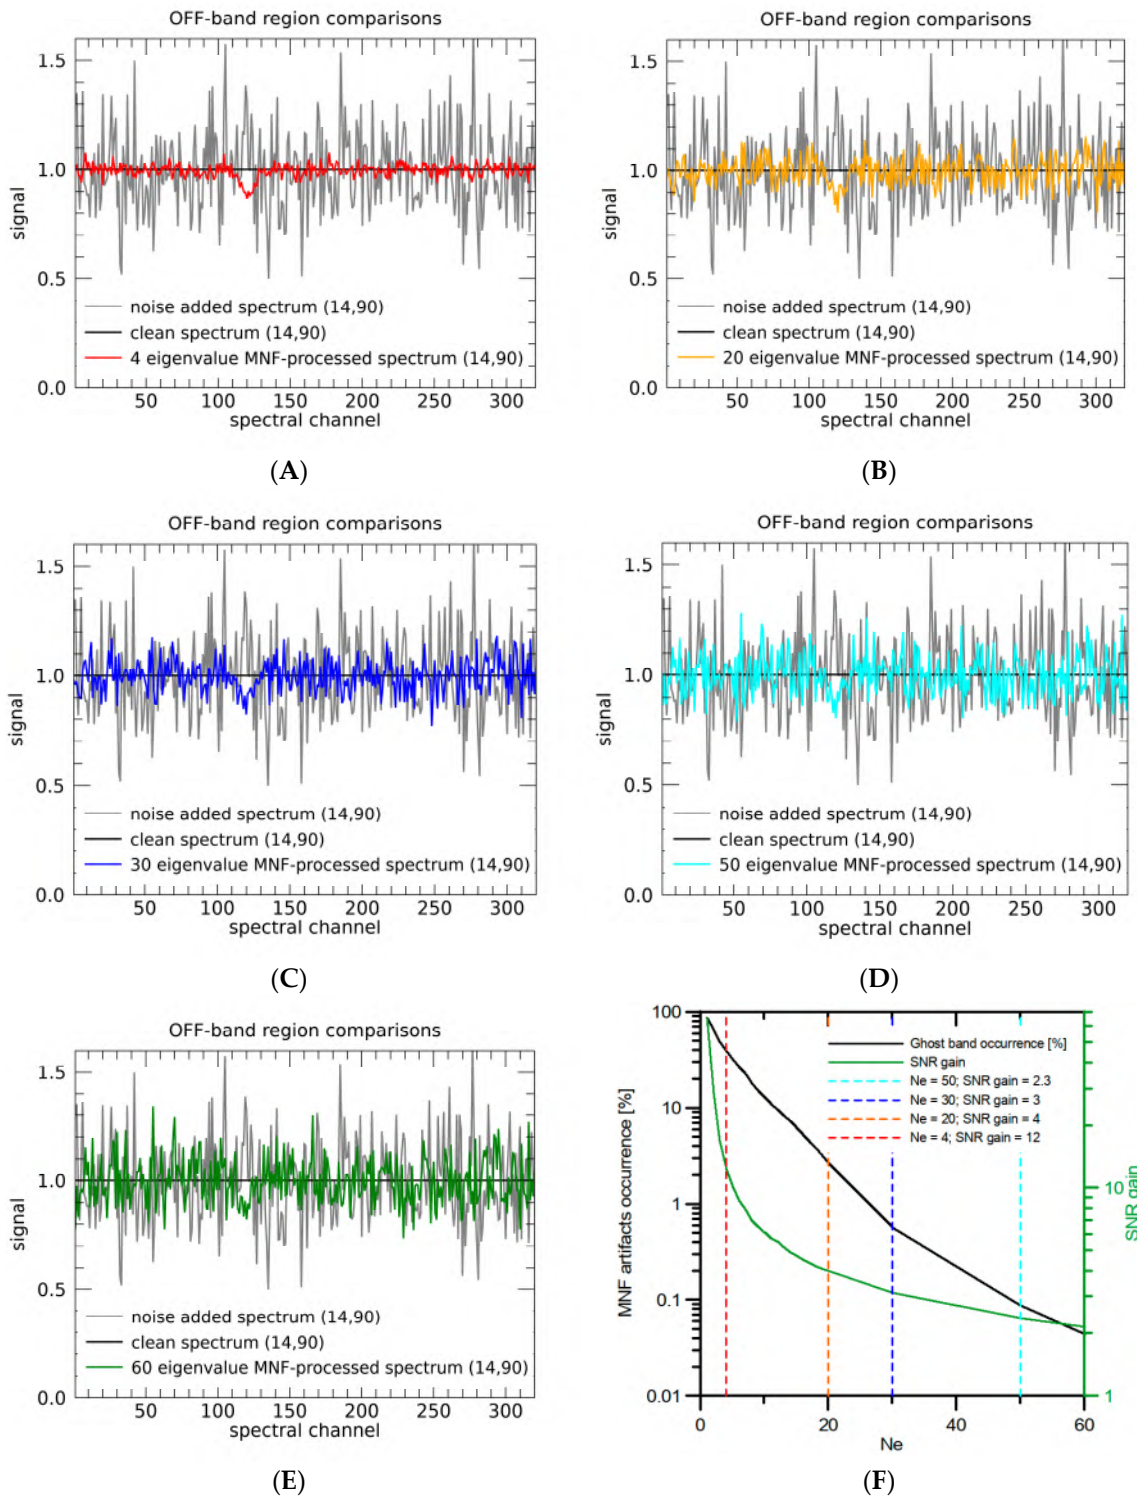 OFF-band region comparisons
1.5
1.0
0.5
0.0
signal
noise added spectrum (14,90)
clean spectrum (14,90)
4 eigenvalue MNF-processed spectrum (14,90)
50 100 150 200 250 300
spectral channel
(A)
OFF-band region comparisons
1.5
1.0
0.5
0.0
signal
noise added spectrum (14,90)
clean spectrum (14,90)
20 eigenvalue MNF-processed spectrum (14,90)
50 100 150 200 250 300
spectral channel
(B)
OFF-band region comparisons
1.5
1.0
0.5
0.0
signal
noise added spectrum (14,90)
clean spectrum (14,90)
30 eigenvalue MNF-processed spectrum (14,90)
50 100 150 200 250 300
spectral channel
(C)
OFF-band region comparisons
1.5
1.0
0.5
0.0
signal
noise added spectrum (14,90)
clean spectrum (14,90)
50 eigenvalue MNF-processed spectrum (14,90)
50 100 150 200 250 300
spectral channel
(D)
OFF-band region comparisons
1.5
1.0
0.5
0.0
signal
noise added spectrum (14,90)
clean spectrum (14,90)
60 eigenvalue MNF-processed spectrum (14,90)
50 100 150 200 250 300
spectral channel
(E)
100
10
1
0.1
0.01
MNF artifacts occurrence [%]
Ghost band occurrence [%]
SNR gain
Ne = 50; SNR gain = 2.3
Ne = 30; SNR gain = 3
Ne = 20; SNR gain = 4
Ne = 4; SNR gain = 12
10
1
SNR gain
0 20 40 60
Ne
(F)